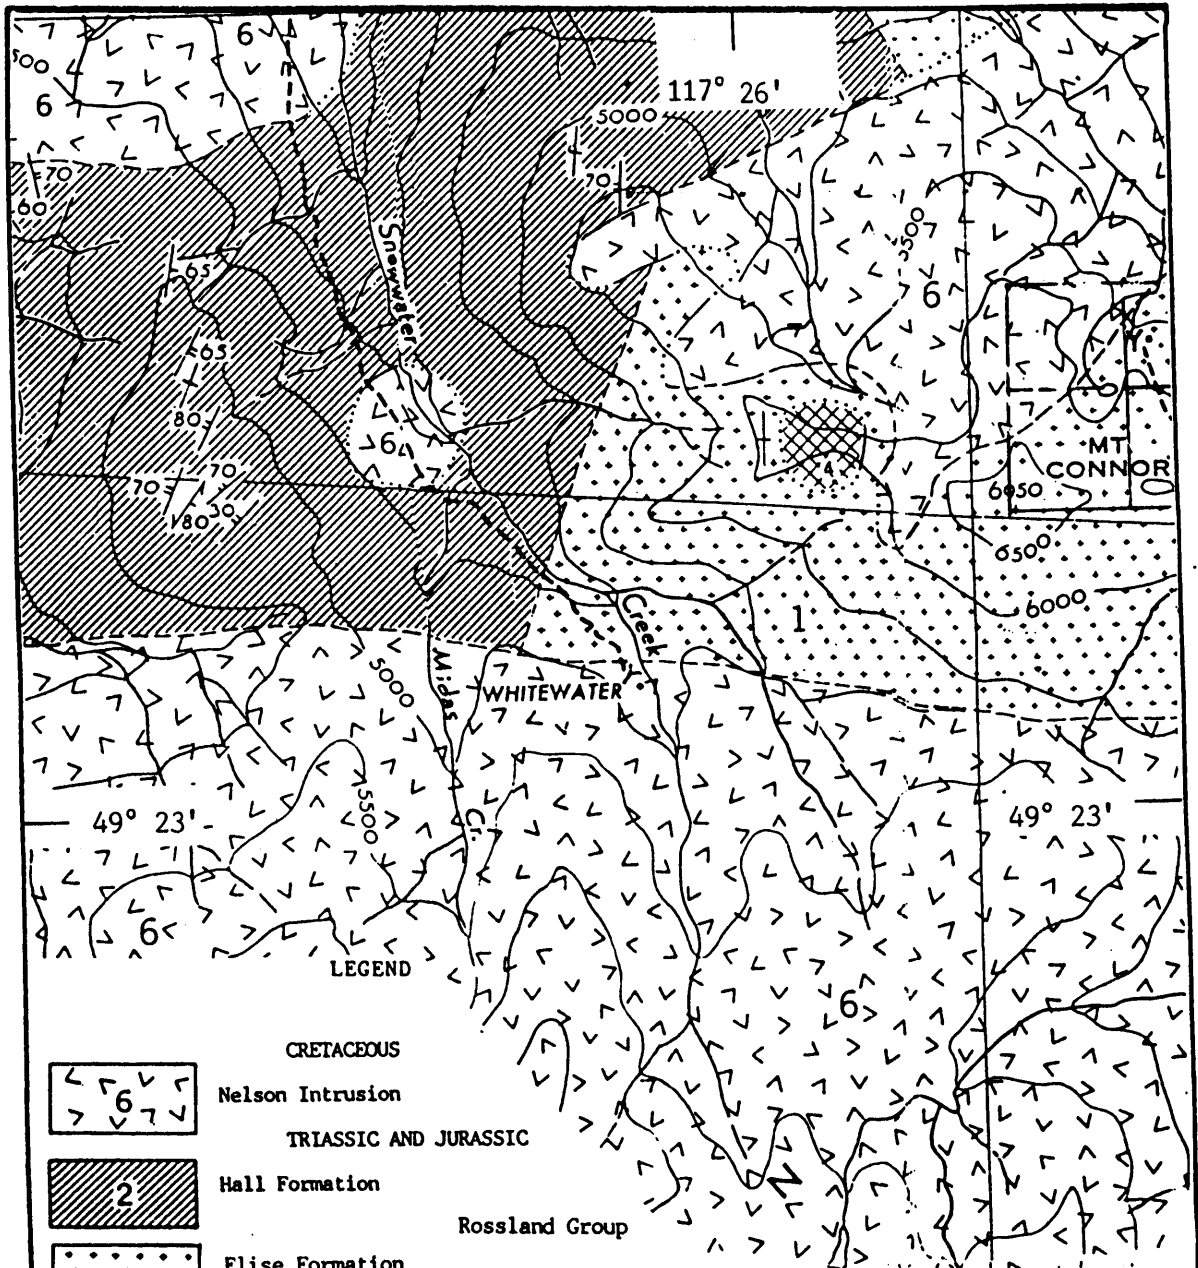 6
500
6
117° 26'
5000
70
70
60
5500
65
Snowwater
6
65
80
6
4
MT
CONNOR
70
70
6950
80
30
6500
6000
Creek
1
5000
Midas
WHITEWATER
5500
49° 23'
49° 23'
Cr.
6
LEGEND
6
CRETACEOUS
6 Nelson Intrusion
TRIASSIC AND JURASSIC
2 Hall Formation
Rossland Group
Elise Formation